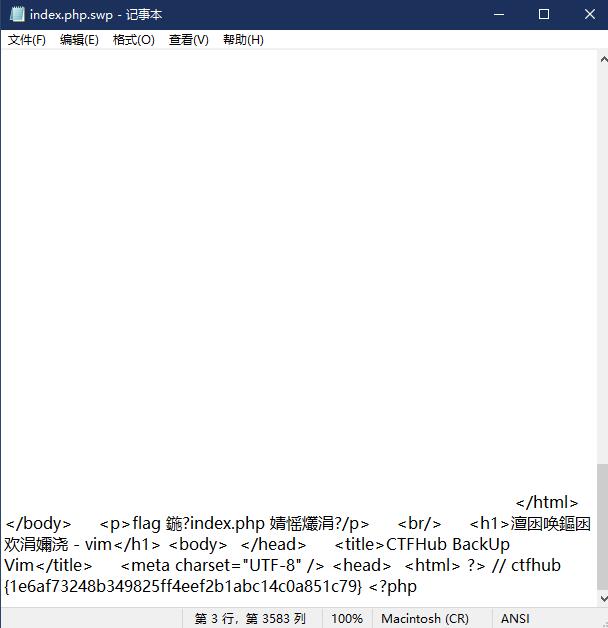 index.php.swp - 记事本
文件(F) 编辑(E) 格式(O) 查看(V) 帮助(H)
</html>
</body> <p>flag 鍦?index.php 婧愮爜涓?/p> <br/> <h1>澶囦唤鏂囦
欢涓嬭浇 - vim</h1> <body> </head> <title>CTFHub BackUp
Vim</title> <meta charset="UTF-8" /> <head> <html> ?> // ctfhub
{1e6af73248b349825ff4eef2b1abc14c0a851c79} <?php
第 3 行，第 3583 列 100% Macintosh (CR) ANSI